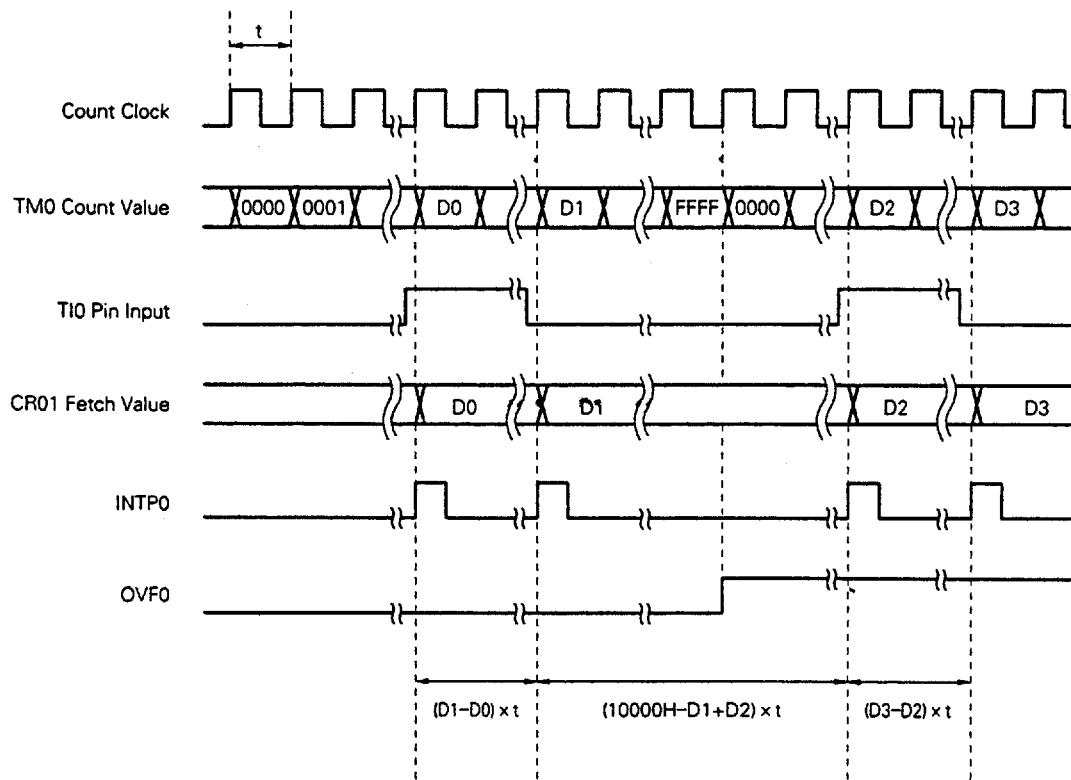 t
Count Clock
TM0 Count Value
0000 0001 D0 D1 FFFF 0000 D2 D3
TI0 Pin Input
CR01 Fetch Value
D0 D1 D2 D3
INTP0
OVF0
(D1–D0) × t (10000H–D1+D2) × t (D3–D2) × t